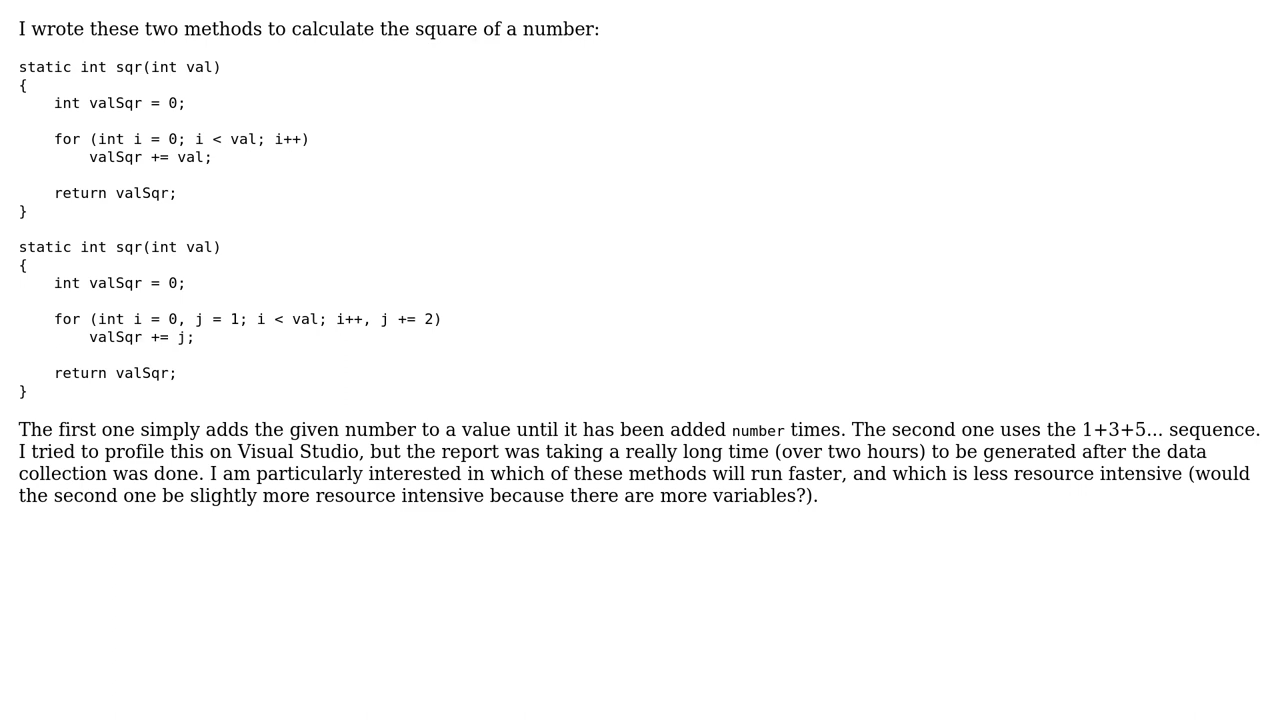 I wrote these two methods to calculate the square of a number:
static int sqr(int val)
{
    int valSqr = 0;
    for (int i = 0; i < val; i++)
        valSqr += val;
    return valSqr;
}
static int sqr(int val)
{
    int valSqr = 0;
    for (int i = 0, j = 1; i < val; i++, j += 2)
        valSqr += j;
    return valSqr;
}
The first one simply adds the given number to a value until it has been added number times. The second one uses the 1+3+5... sequence.
I tried to profile this on Visual Studio, but the report was taking a really long time (over two hours) to be generated after the data
collection was done. I am particularly interested in which of these methods will run faster, and which is less resource intensive (would
the second one be slightly more resource intensive because there are more variables?).